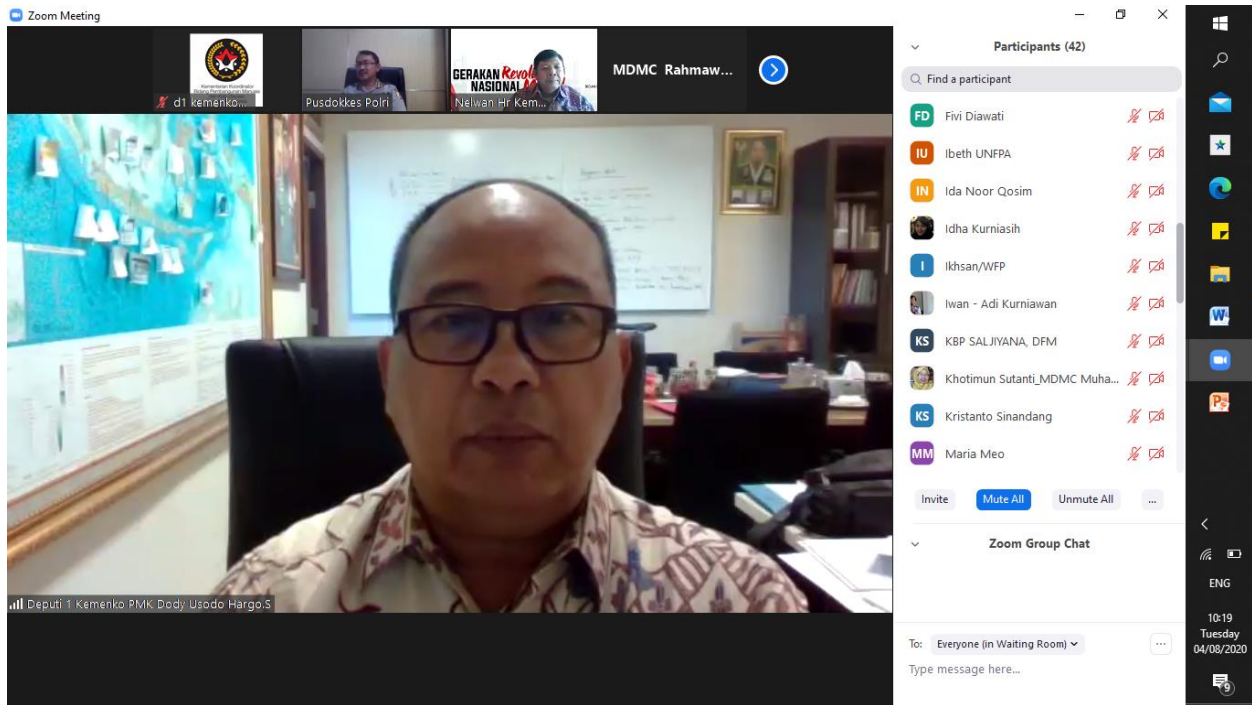 Zoom Meeting
Kementerian Koordinator
d1 kemenko...
Pusdokkes Polri
GERAKAN Revol
NASIONAL
Nelwan Hr Kem...
MDMC Rahmaw...
Deputi 1 Kemenko PMK Dody Usodo Hargo.S
Participants (42)
Find a participant
FD Fivi Diawati
IU Ibeth UNFPA
IN Ida Noor Qosim
Idha Kurniasih
I Ikhsan/WFP
Iwan - Adi Kurniawan
KS KBP SALJIYANA, DFM
Khotimun Sutanti_MDMC Muha...
KS Kristanto Sinandang
MM Maria Meo
Invite Mute All Unmute All ...
Zoom Group Chat
To: Everyone (in Waiting Room)
Type message here...
ENG
10:19
Tuesday
04/08/2020
9